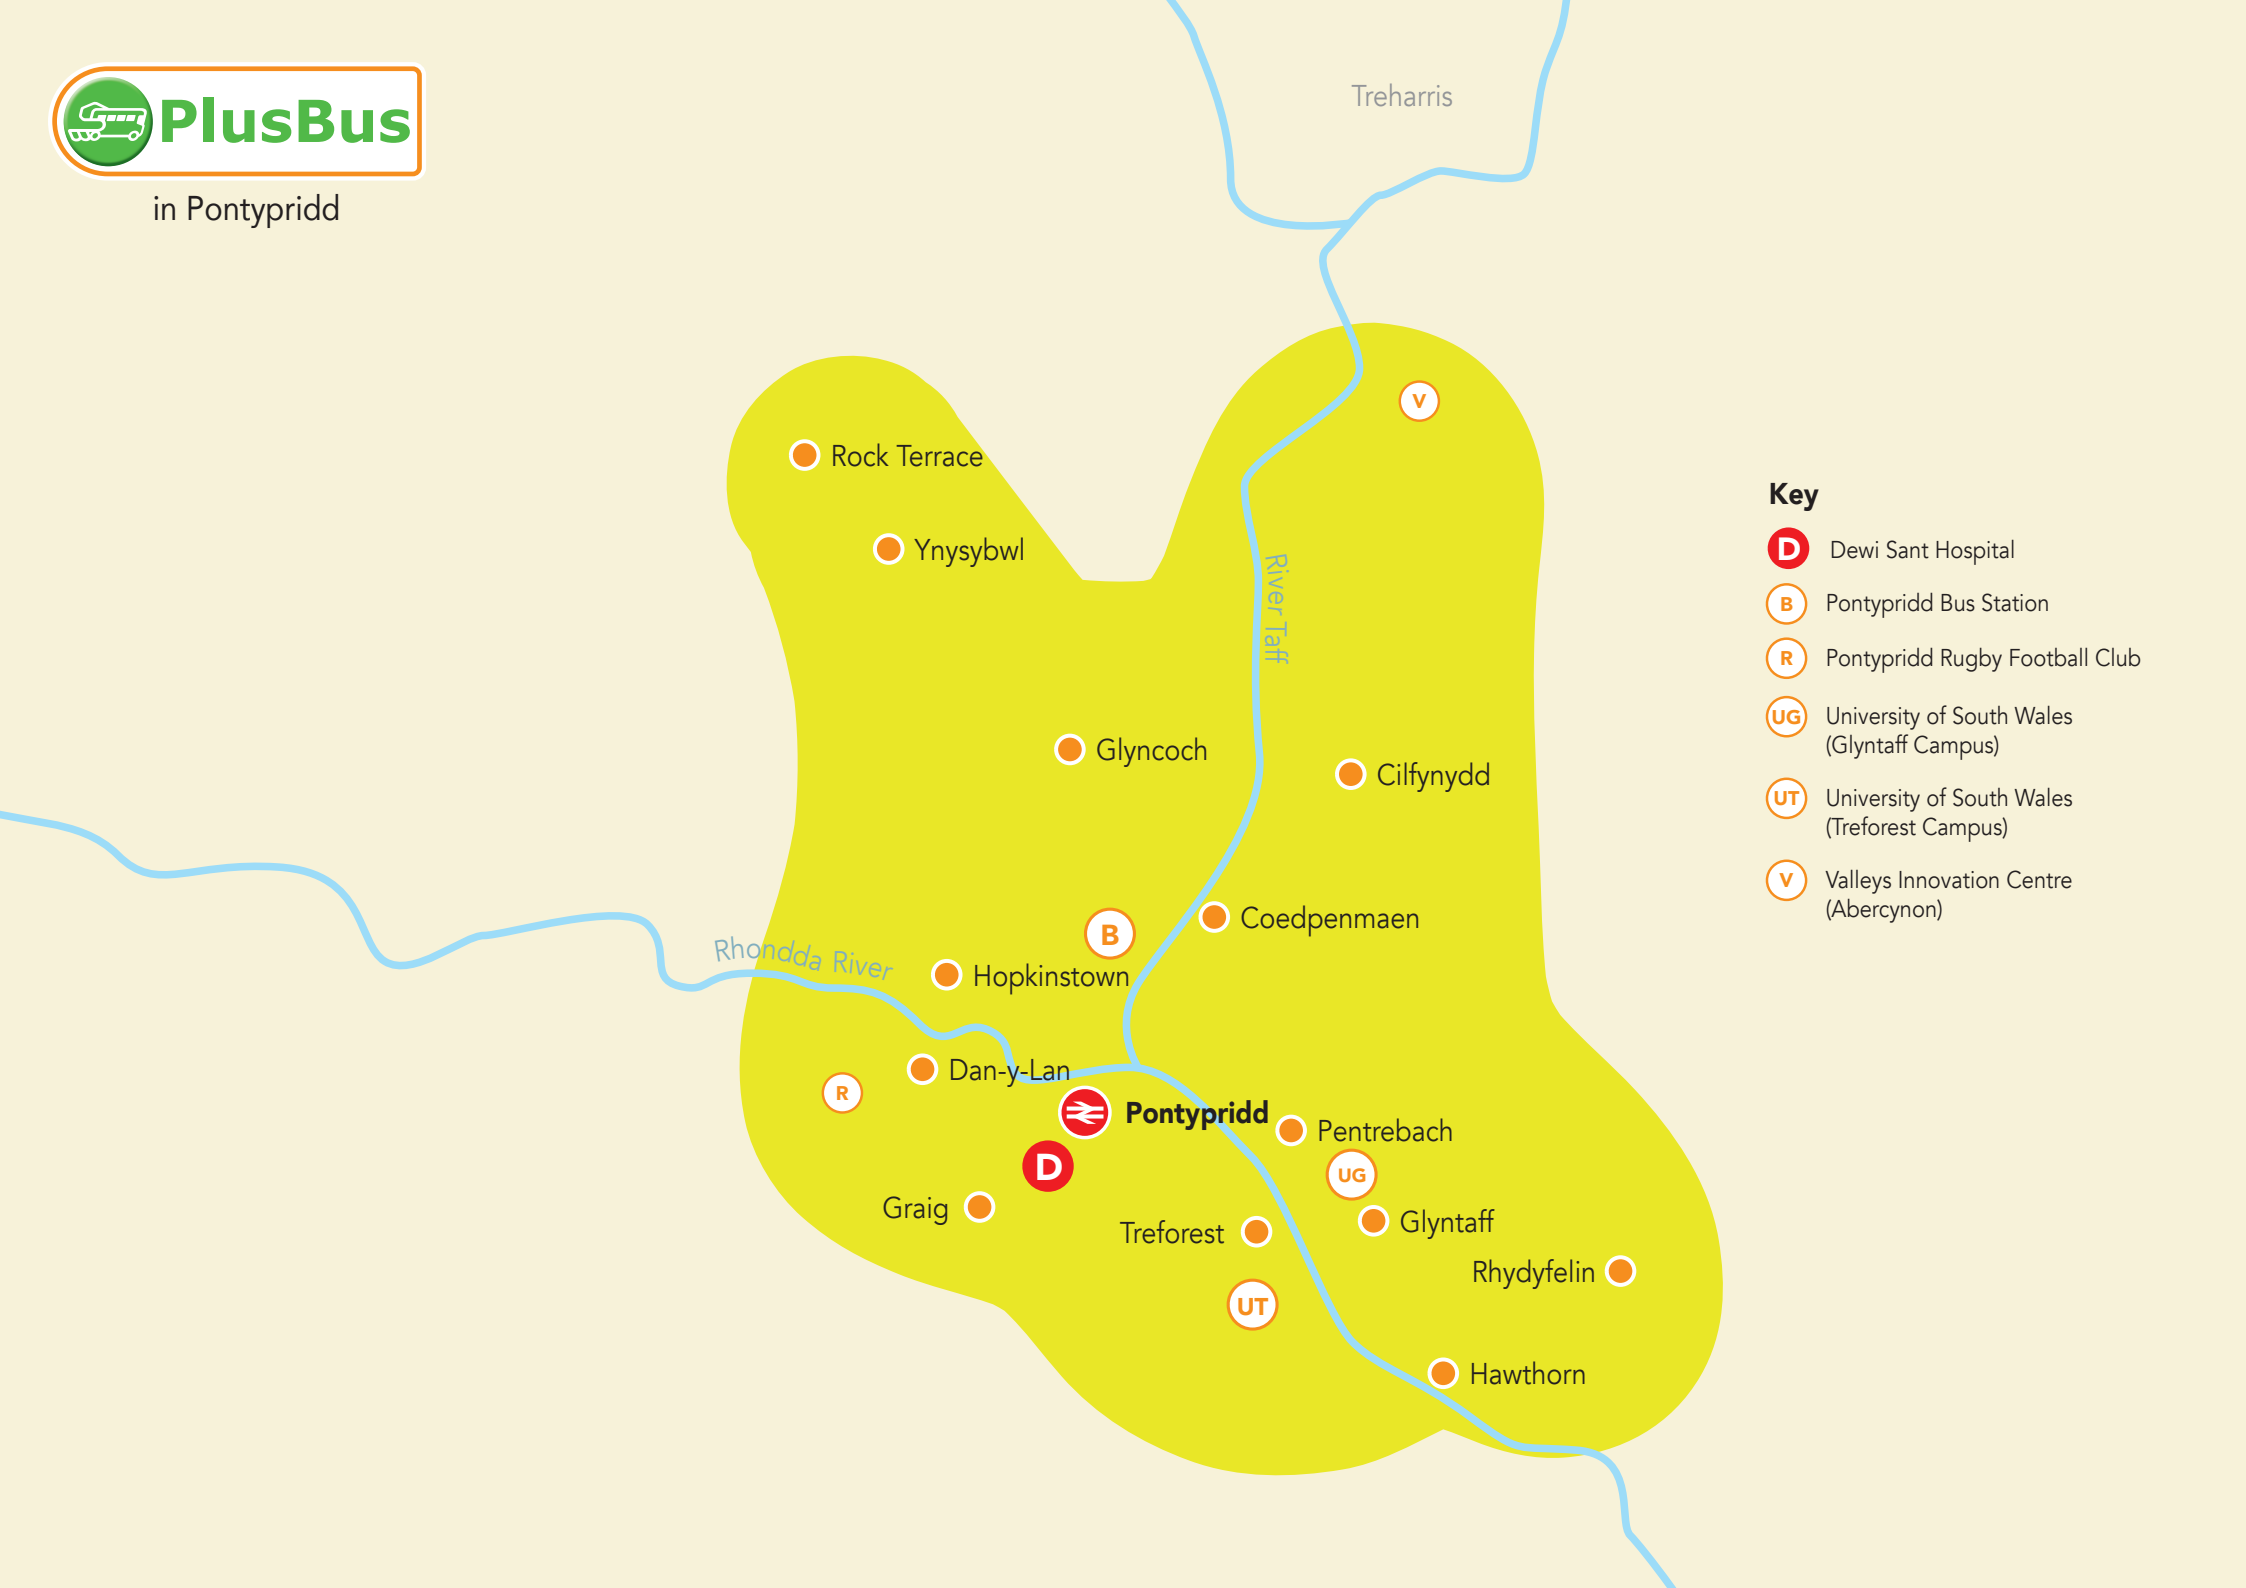 PlusBus
in Pontypridd
Treharris
V
Rock Terrace
Ynysybwl
River Taff
Glyncoch
Cilfynydd
B
Coedpenmaen
Rhondda River
Hopkinstown
Dan-y-Lan
R
Pontypridd
Pentrebach
D
UG
Graig
Treforest
Glyntaff
Rhydyfelin
UT
Hawthorn
Key
D Dewi Sant Hospital
B Pontypridd Bus Station
R Pontypridd Rugby Football Club
UG University of South Wales
(Glyntaff Campus)
UT University of South Wales
(Treforest Campus)
V Valleys Innovation Centre
(Abercynon)